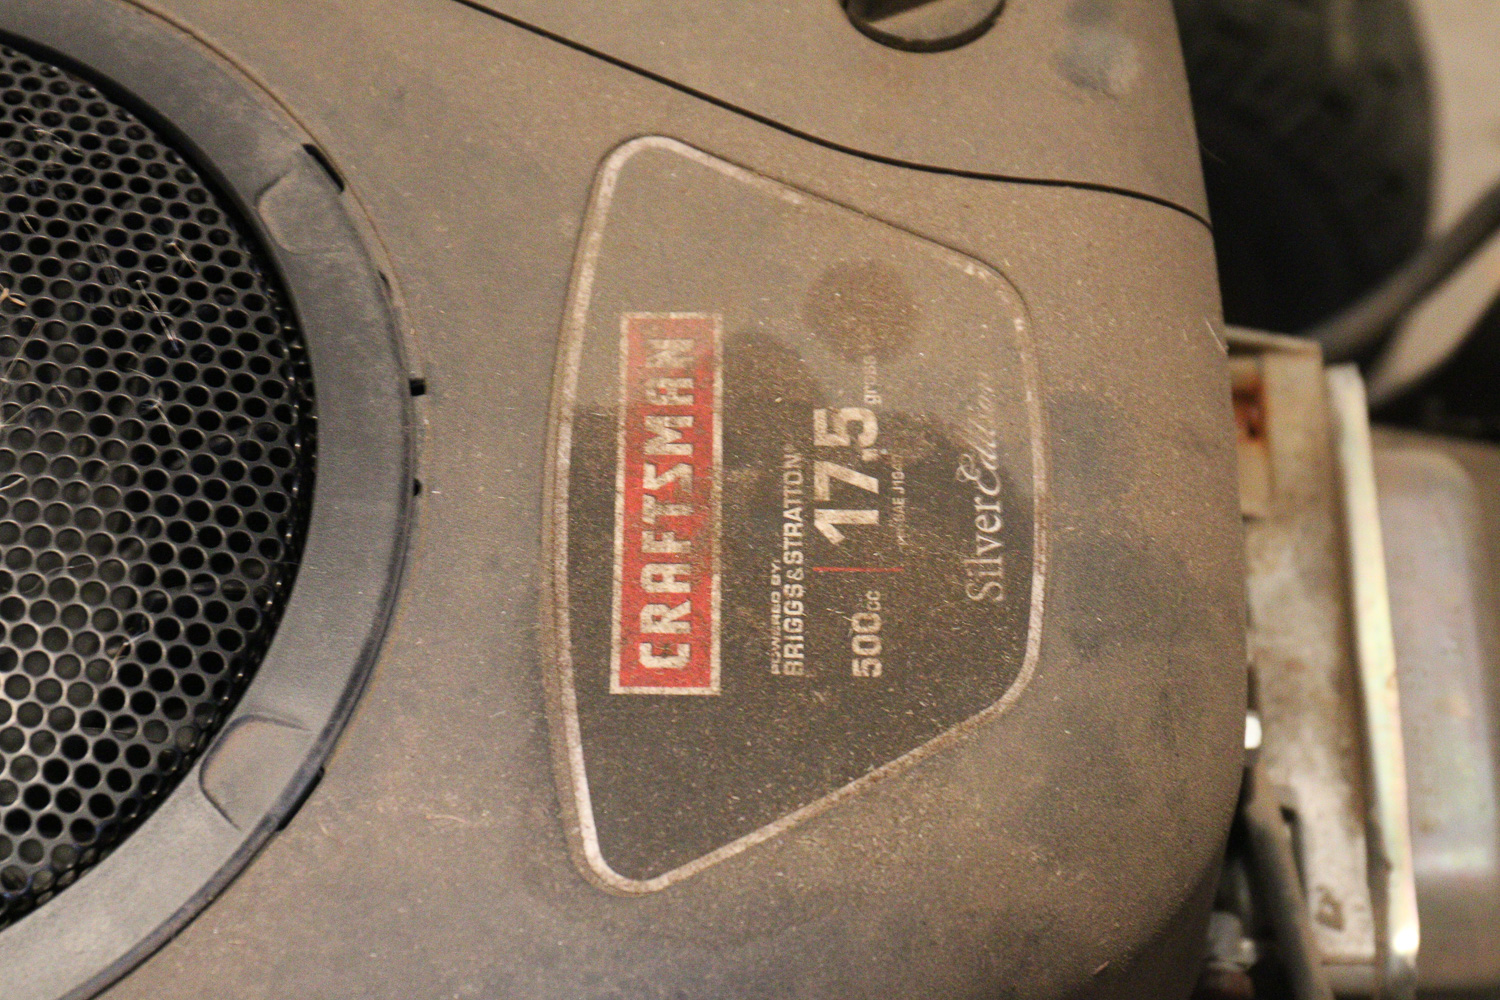 CRAFTSMAN
POWERED BY:
BRIGGS & STRATTON
500cc | 17.5 gross
Silver Edition